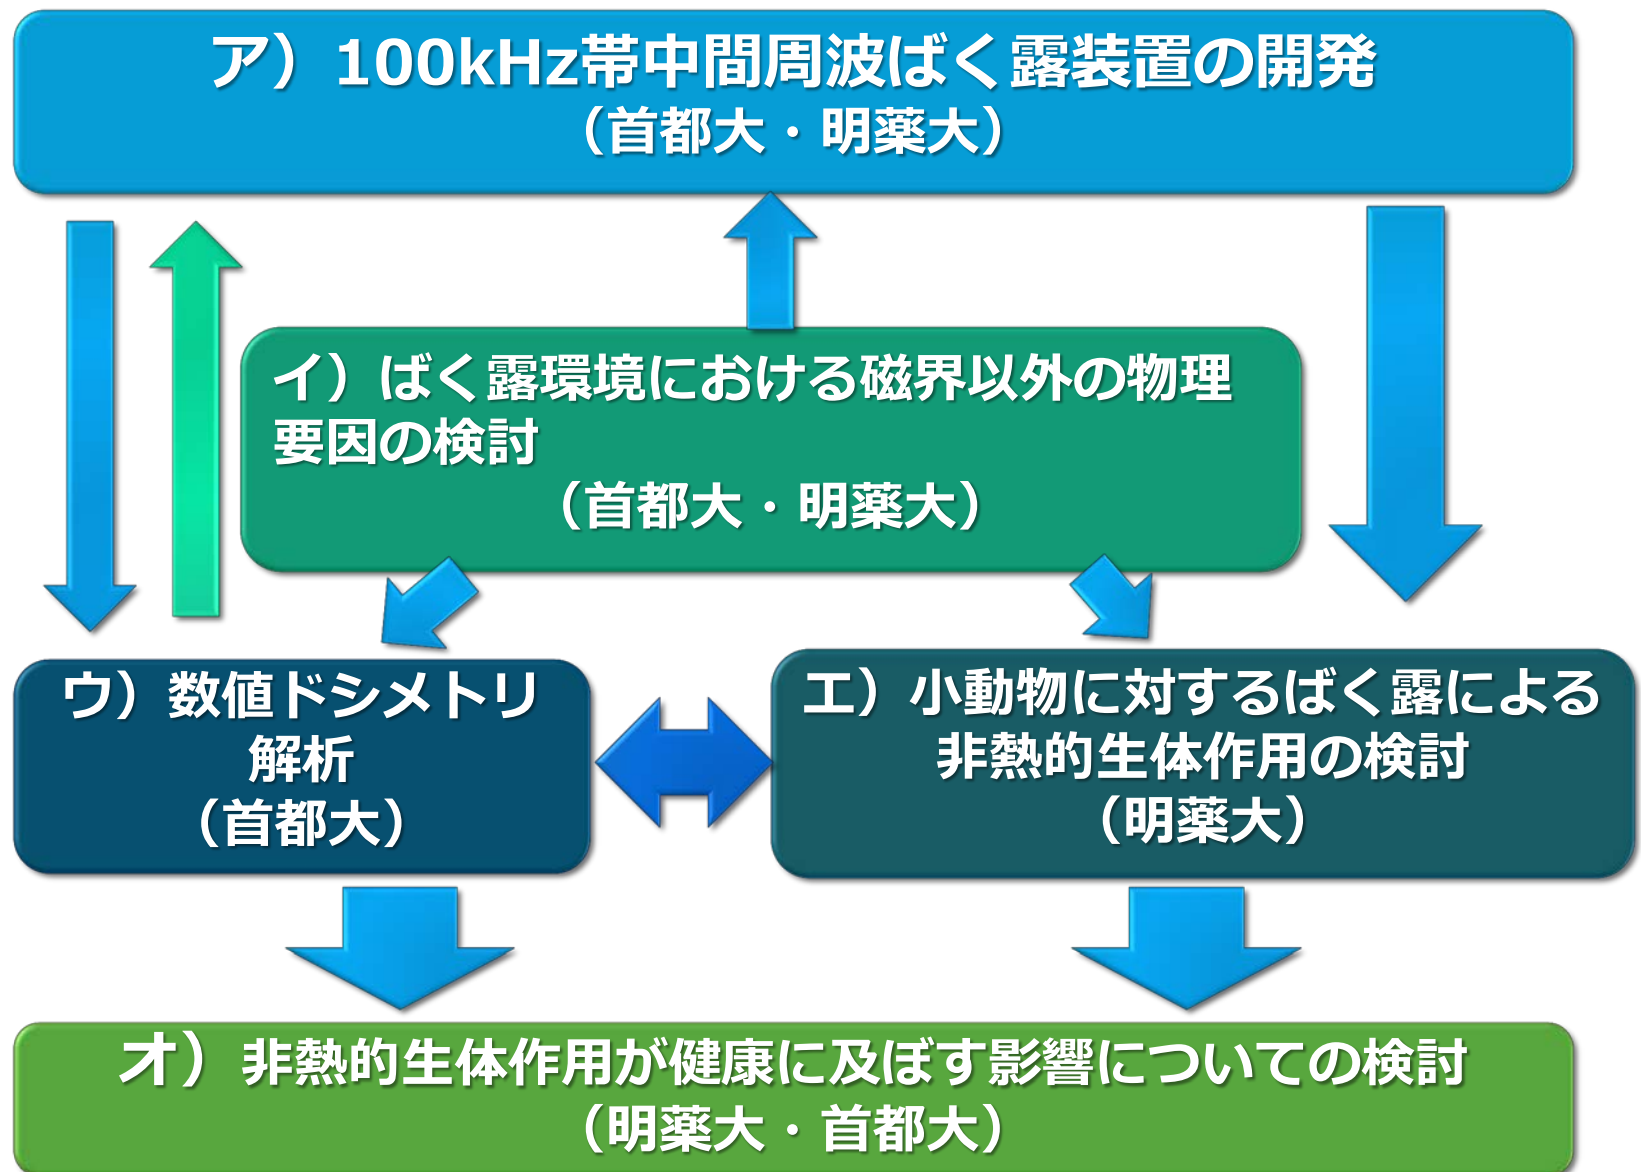 ア）100kHz帯中間周波ばく露装置の開発
（首都大・明薬大）
イ）ばく露環境における磁界以外の物理
要因の検討
（首都大・明薬大）
ウ）数値ドシメトリ
解析
（首都大）
エ）小動物に対するばく露による
非熱的生体作用の検討
（明薬大）
オ）非熱的生体作用が健康に及ぼす影響についての検討
（明薬大・首都大）